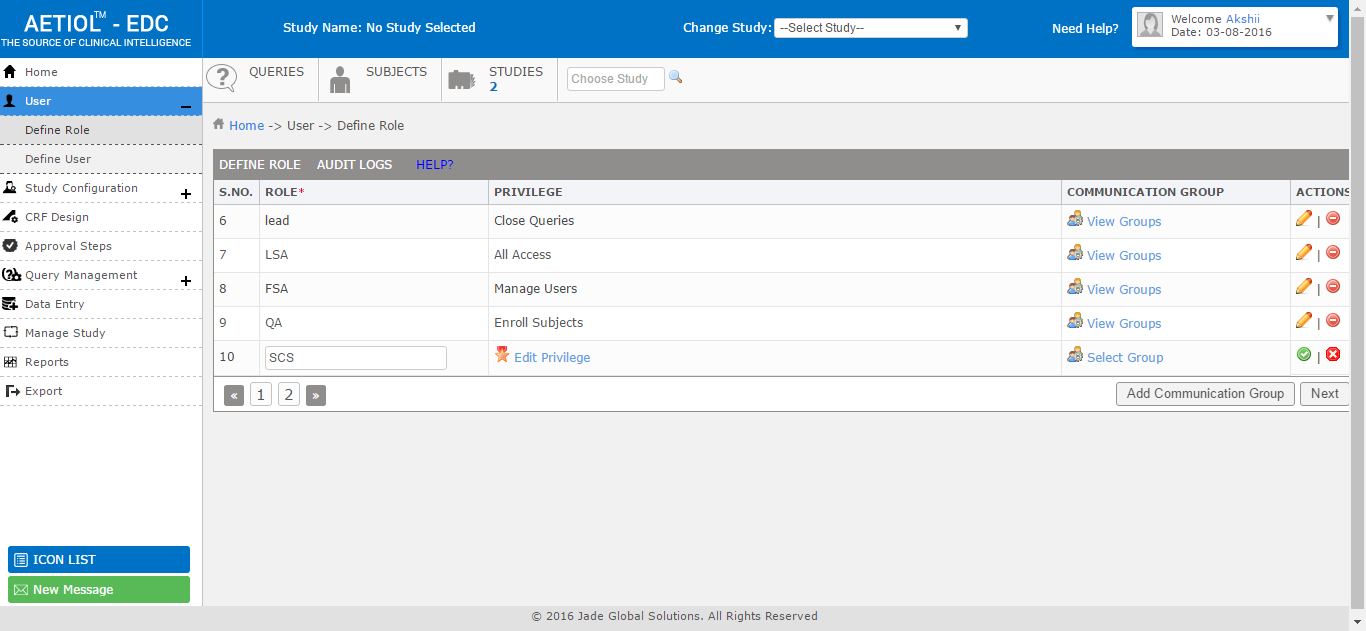 AETIOL™ - EDC
THE SOURCE OF CLINICAL INTELLIGENCE
Study Name: No Study Selected
Change Study: --Select Study--
Need Help?
Welcome Akshii
Date: 03-08-2016
Home
User
Define Role
Define User
Study Configuration
CRF Design
Approval Steps
Query Management
Data Entry
Manage Study
Reports
Export
ICON LIST
New Message
QUERIES
SUBJECTS
STUDIES
2
Choose Study
Home -> User -> Define Role
DEFINE ROLE AUDIT LOGS HELP?
S.NO. ROLE* PRIVILEGE COMMUNICATION GROUP ACTIONS
6 lead Close Queries View Groups |
7 LSA All Access View Groups |
8 FSA Manage Users View Groups |
9 QA Enroll Subjects View Groups |
10 SCS Edit Privilege Select Group |
« 1 2 » Add Communication Group Next
© 2016 Jade Global Solutions. All Rights Reserved